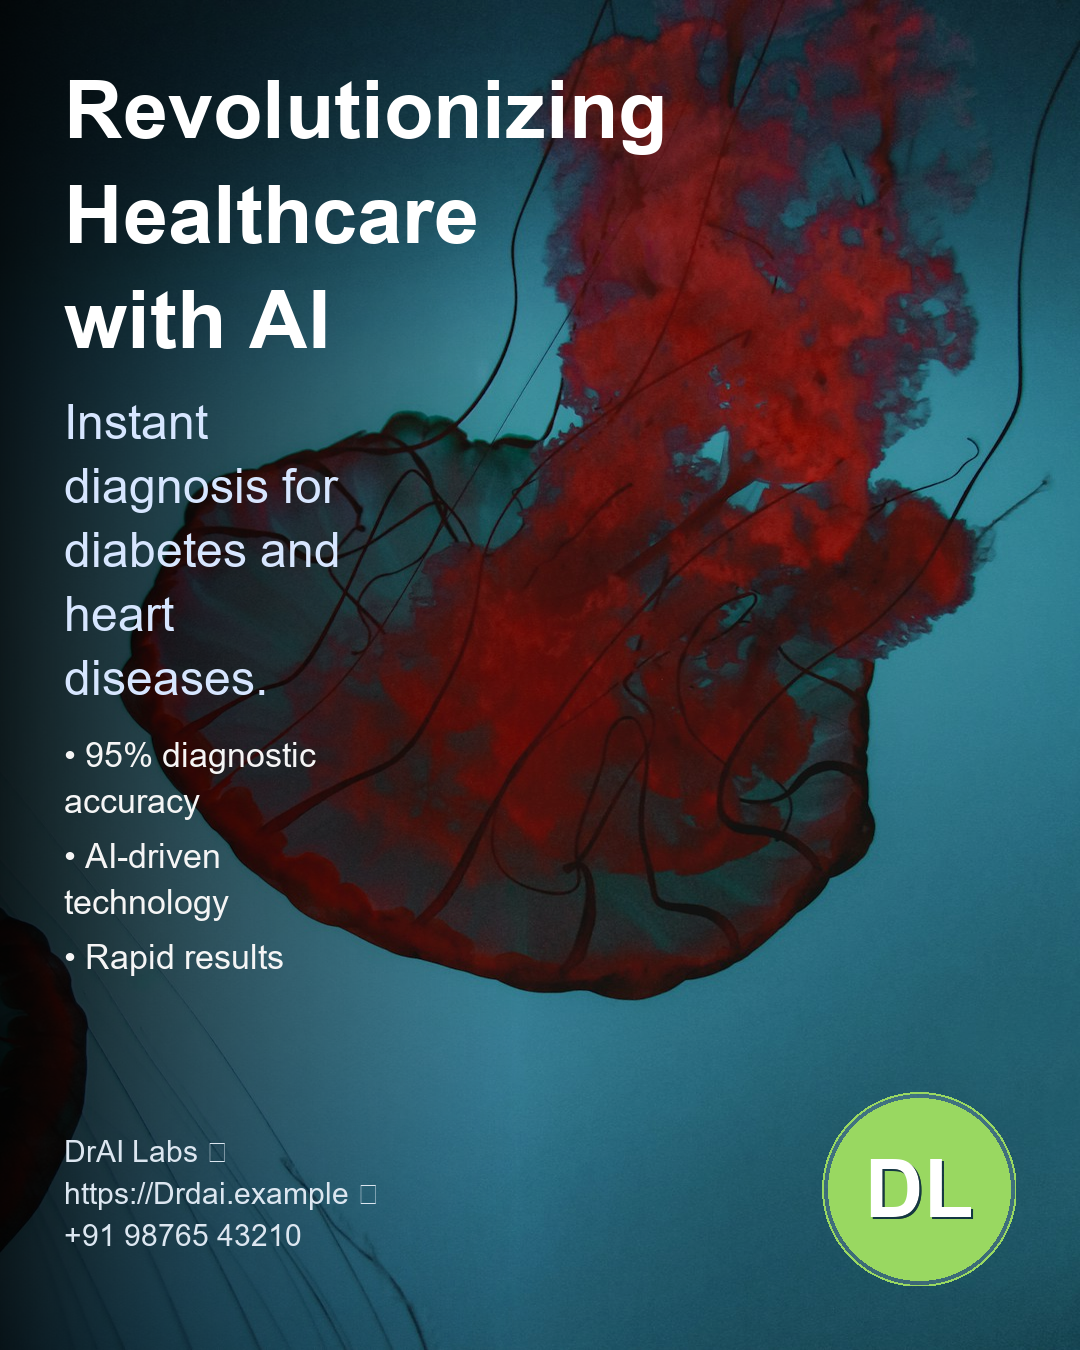 Revolutionizing
Healthcare
with AI
Instant
diagnosis for
diabetes and
heart
diseases.
• 95% diagnostic
accuracy
• AI-driven
technology
• Rapid results
DrAI Labs □
https://Drdai.example □
+91 98765 43210
DL